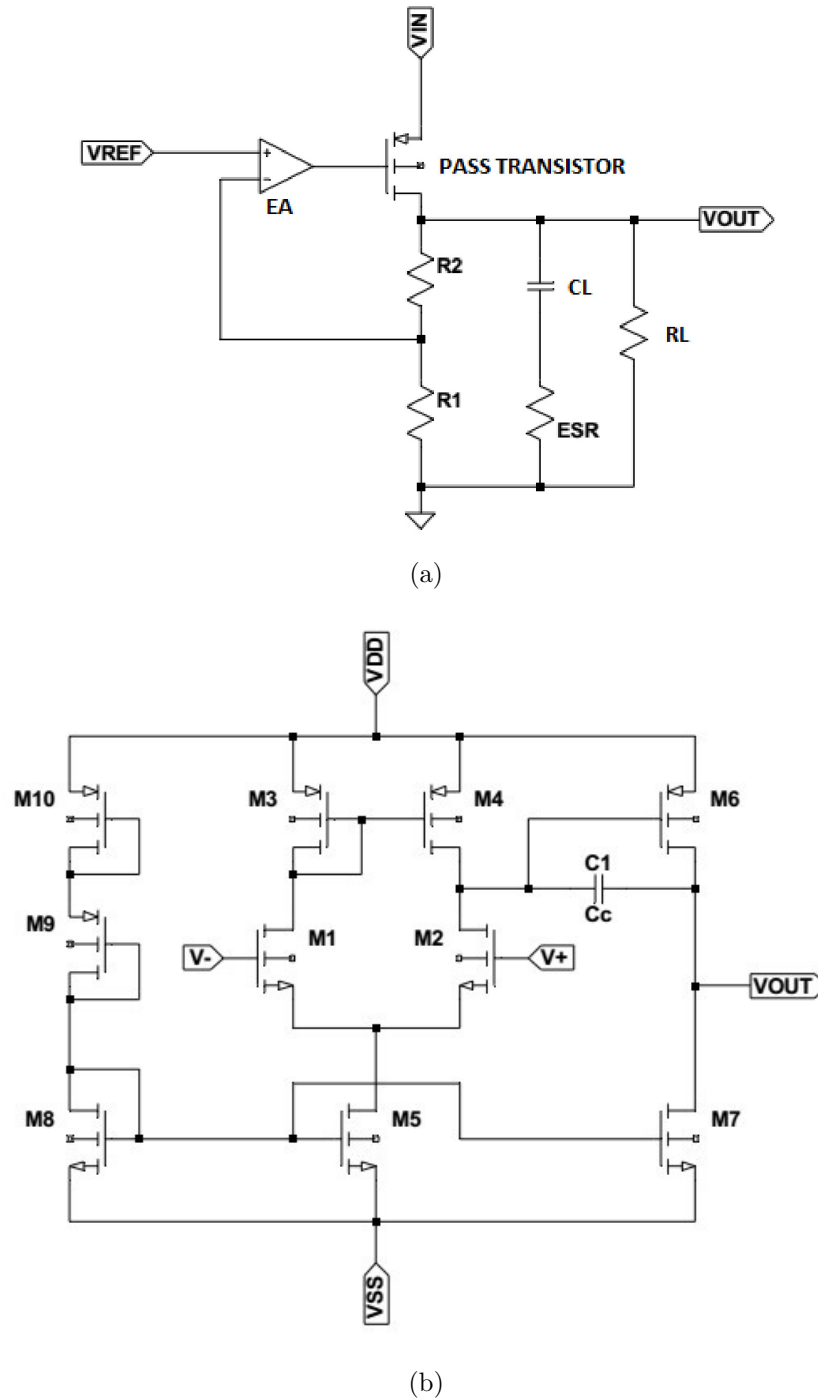 VIN
VREF
+
-
EA
PASS TRANSISTOR
VOUT
R2
CL
RL
R1
ESR
(a)
VDD
M10
M3
M4
M6
C1
Cc
M9
V-
M1
M2
V+
VOUT
M8
M5
M7
VSS
(b)